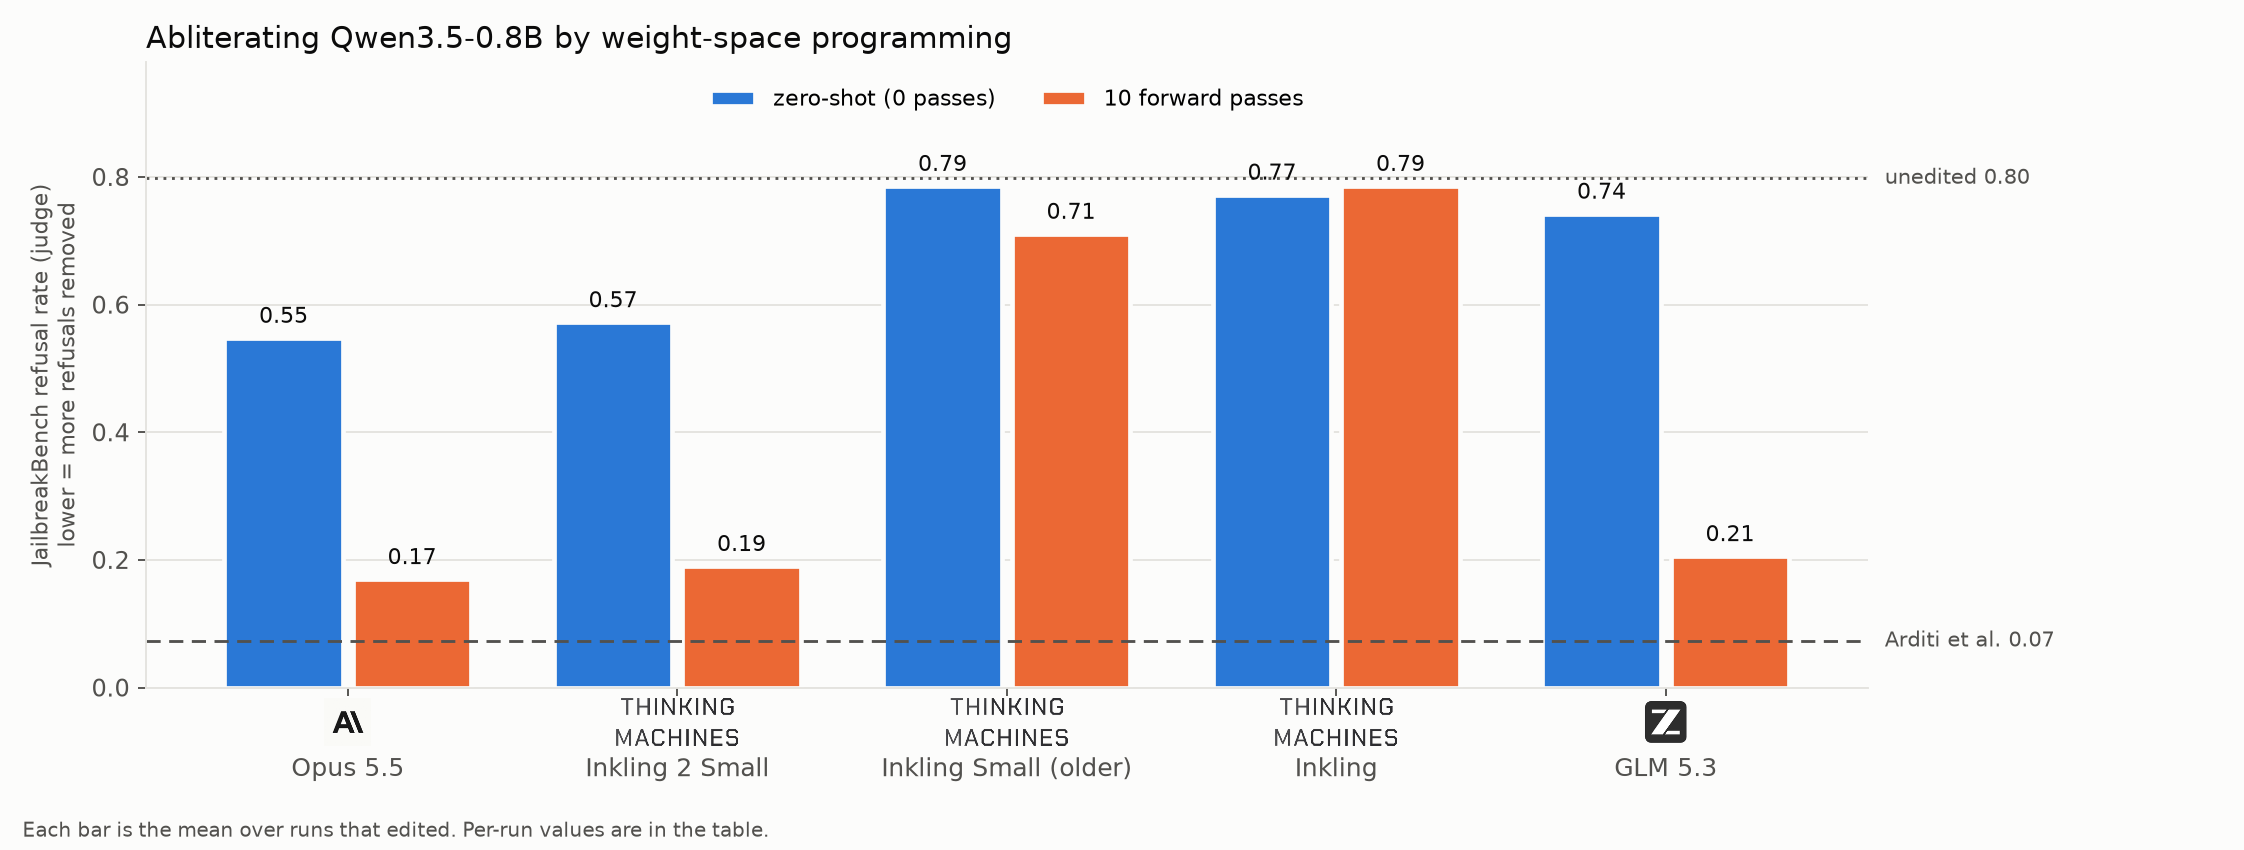 Abliterating Qwen3.5-0.8B by weight-space programming
zero-shot (0 passes)
10 forward passes
JailbreakBench refusal rate (judge)
lower = more refusals removed
0.8
0.6
0.4
0.2
0.0
0.55
0.17
0.57
0.19
0.79
0.71
0.77
0.79
0.74
0.21
unedited 0.80
Arditi et al. 0.07
A\
Opus 5.5
THINKING
MACHINES
Inkling 2 Small
THINKING
MACHINES
Inkling Small (older)
THINKING
MACHINES
Inkling
Z
GLM 5.3
Each bar is the mean over runs that edited. Per-run values are in the table.